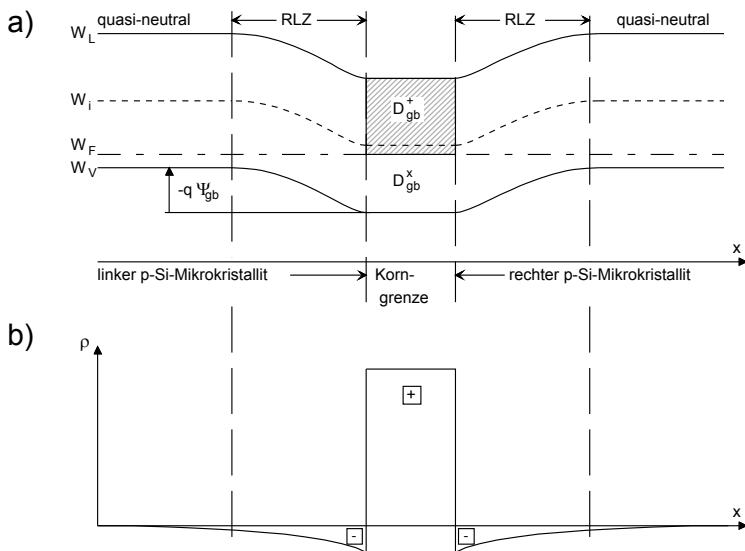 a)
quasi-neutral RLZ RLZ quasi-neutral
W_L
W_i
D_gb^+
W_F
W_V
D_gb^x
-q Ψ_gb
x
linker p-Si-Mikrokristallit Korn- rechter p-Si-Mikrokristallit
grenze
b)
ρ
+
- -
x